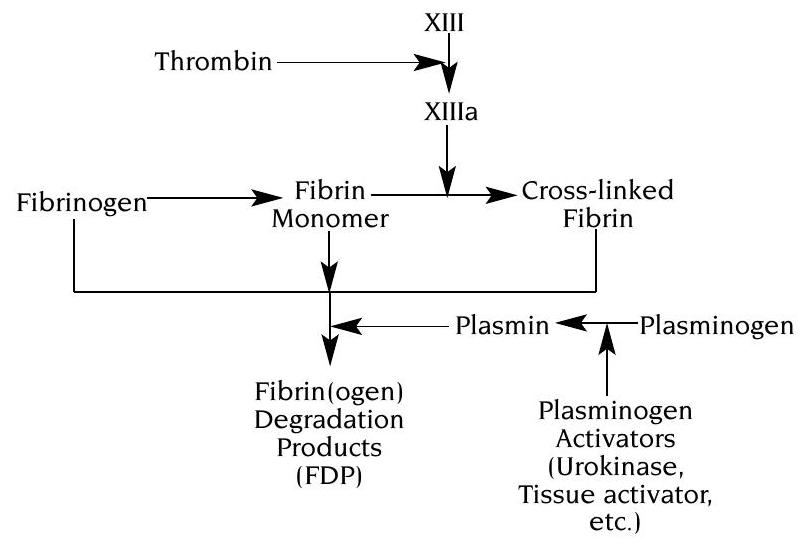 XIII
Thrombin
XIIIa
Fibrinogen
Fibrin
Monomer
Cross-linked
Fibrin
Plasmin
Plasminogen
Fibrin(ogen)
Degradation
Products
(FDP)
Plasminogen
Activators
(Urokinase,
Tissue activator,
etc.)